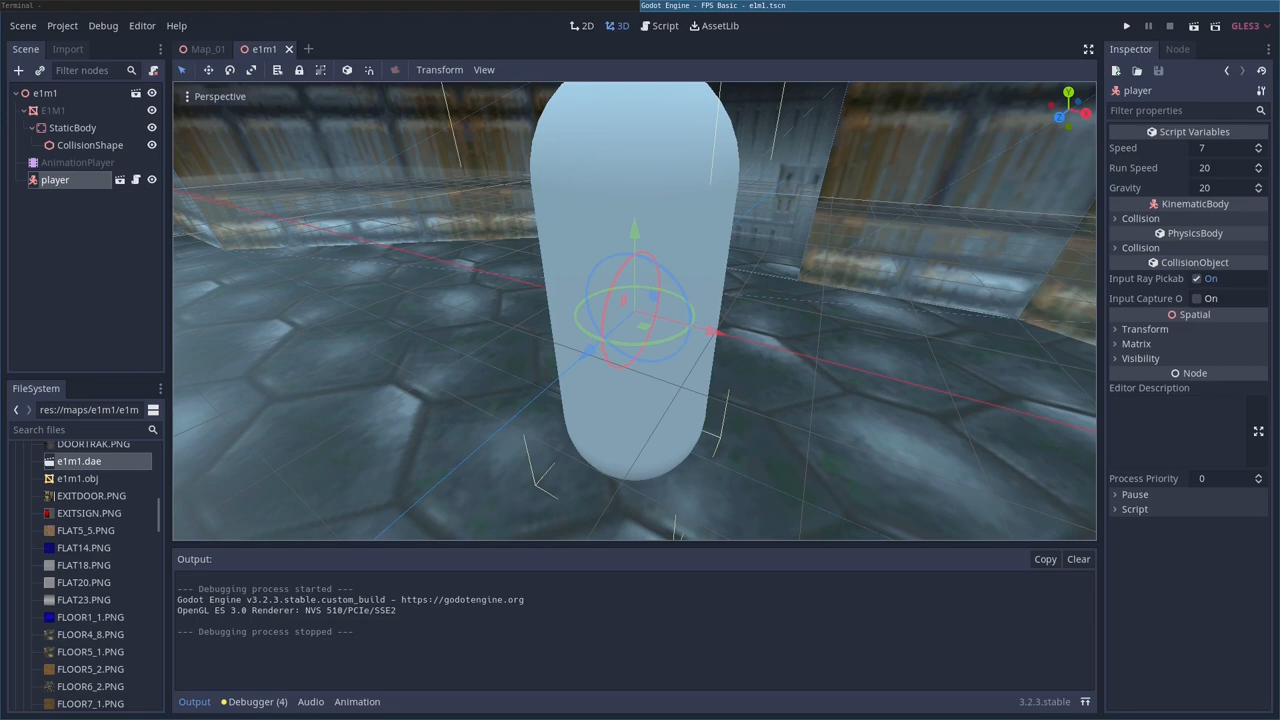 Terminal -
Godot Engine - FPS Basic - e1m1.tscn
Scene Project Debug Editor Help
2D 3D Script AssetLib
GLES3
Scene Import
Filter nodes
e1m1
E1M1
StaticBody
CollisionShape
AnimationPlayer
player
FileSystem
res://maps/e1m1/e1m
Search files
DOORTRAK.PNG
e1m1.dae
e1m1.obj
EXITDOOR.PNG
EXITSIGN.PNG
FLAT5_5.PNG
FLAT14.PNG
FLAT18.PNG
FLAT20.PNG
FLAT23.PNG
FLOOR1_1.PNG
FLOOR4_8.PNG
FLOOR5_1.PNG
FLOOR5_2.PNG
FLOOR6_2.PNG
FLOOR7_1.PNG
Map_01 e1m1
Transform View
Perspective
Y
X
Z
Output:
Copy Clear
--- Debugging process started ---
Godot Engine v3.2.3.stable.custom_build - https://godotengine.org
OpenGL ES 3.0 Renderer: NVS 510/PCIe/SSE2
--- Debugging process stopped ---
Output Debugger (4) Audio Animation
3.2.3.stable
Inspector Node
player
Filter properties
Script Variables
Speed 7
Run Speed 20
Gravity 20
KinematicBody
Collision
PhysicsBody
Collision
CollisionObject
Input Ray Pickab On
Input Capture O On
Spatial
Transform
Matrix
Visibility
Node
Editor Description
Process Priority 0
Pause
Script